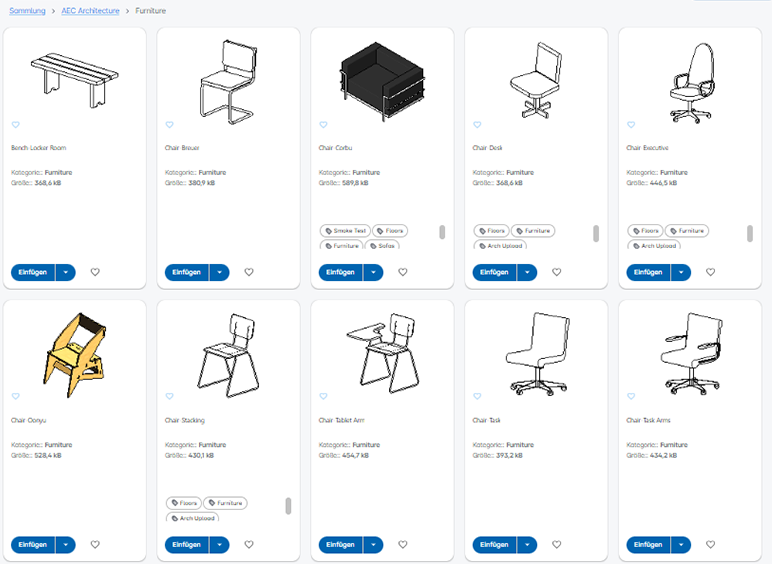 Sammlung > AEC Architecture > Furniture
Bench Locker Room
Kategorie:: Furniture
Größe:: 368,6 kB
Einfügen
Chair Breuer
Kategorie:: Furniture
Größe:: 380,9 kB
Einfügen
Chair Corbu
Kategorie:: Furniture
Größe:: 589,8 kB
Smoke Test Floors
Furniture Sofas
Einfügen
Chair Desk
Kategorie:: Furniture
Größe:: 368,6 kB
Floors Furniture
Arch Upload
Einfügen
Chair Executive
Kategorie:: Furniture
Größe:: 446,5 kB
Floors Furniture
Arch Upload
Einfügen
Chair Oonyu
Kategorie:: Furniture
Größe:: 528,4 kB
Einfügen
Chair Stacking
Kategorie:: Furniture
Größe:: 430,1 kB
Floors Furniture
Arch Upload
Einfügen
Chair Tablet Arm
Kategorie:: Furniture
Größe:: 454,7 kB
Einfügen
Chair Task
Kategorie:: Furniture
Größe:: 393,2 kB
Einfügen
Chair Task Arms
Kategorie:: Furniture
Größe:: 434,2 kB
Einfügen